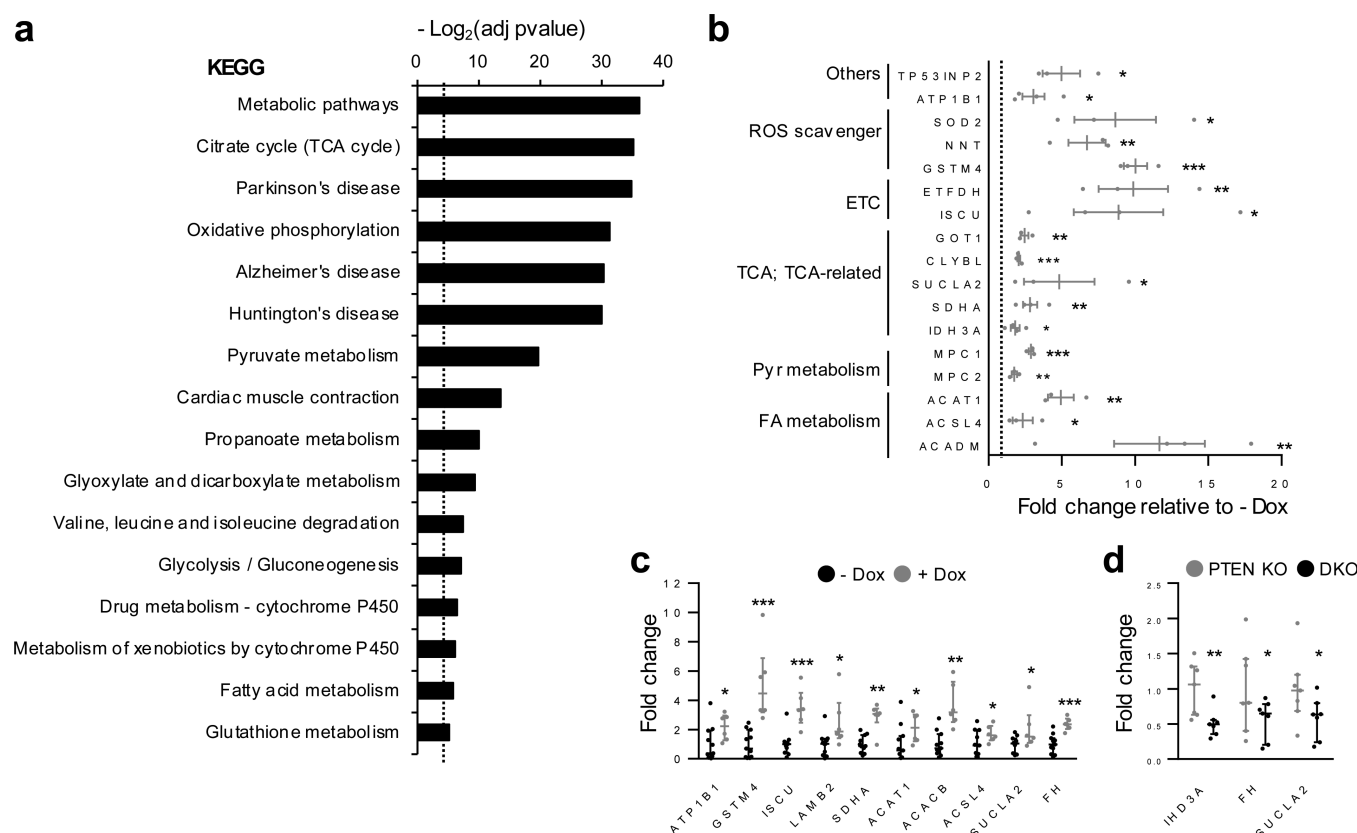 a
- Log2(adj pvalue)
KEGG
0 10 20 30 40
Metabolic pathways
Citrate cycle (TCA cycle)
Parkinson's disease
Oxidative phosphorylation
Alzheimer's disease
Huntington's disease
Pyruvate metabolism
Cardiac muscle contraction
Propanoate metabolism
Glyoxylate and dicarboxylate metabolism
Valine, leucine and isoleucine degradation
Glycolysis / Gluconeogenesis
Drug metabolism - cytochrome P450
Metabolism of xenobiotics by cytochrome P450
Fatty acid metabolism
Glutathione metabolism
b
Others
TP53INP2 *
ATP1B1 *
ROS scavenger
SOD2 *
NNT **
GSTM4 ***
ETC
ETFDH **
ISCU *
TCA; TCA-related
GOT1 **
CLYBL ***
SUCLA2 *
SDHA **
IDH3A *
Pyr metabolism
MPC1 ***
MPC2 **
FA metabolism
ACAT1 **
ACSL4 *
ACADM **
0 5 10 15 20
Fold change relative to - Dox
c
- Dox + Dox
Fold change
12
10
8
6
4
2
0
* *** *** * ** * ** * * ***
ATP1B1 GSTM4 ISCU LAMB2 SDHA ACAT1 ACACB ACSL4 SUCLA2 FH
d
PTEN KO DKO
Fold change
2.5
2.0
1.5
1.0
0.5
0.0
** * *
IHD3A FH SUCLA2